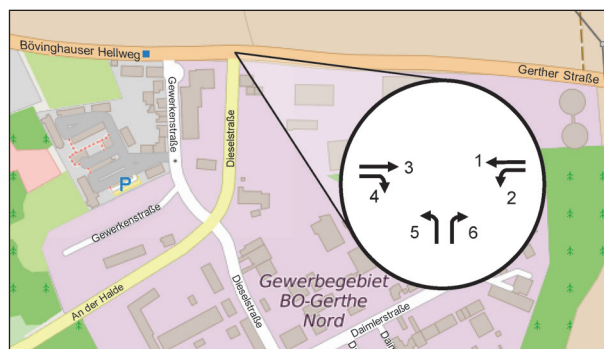 Bövinghauser Hellweg
Gerther Straße
Gewerkenstraße
Dieselstraße
P
Gewerkenstraße
An der Halde
Dieselstraße
Gewerbegebiet
BO-Gerthe
Nord
Daimlerstraße
3
1
4
2
5
6